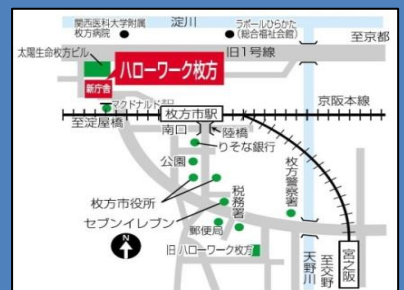 関西医科大学附属
枚方病院
淀川
ラポールひらかた
(総合福祉会館)
至京都
太陽生命枚方ビル
旧1号線
ハローワーク枚方
新庁舎
マクドナルド
京阪本線
至淀屋橋
枚方市駅
南口
陸橋
りそな銀行
公園
枚方市役所
税務署
枚方警察署
セブンイレブン
郵便局
旧 ハローワーク枚方
N
天野川
至交野
宮之阪